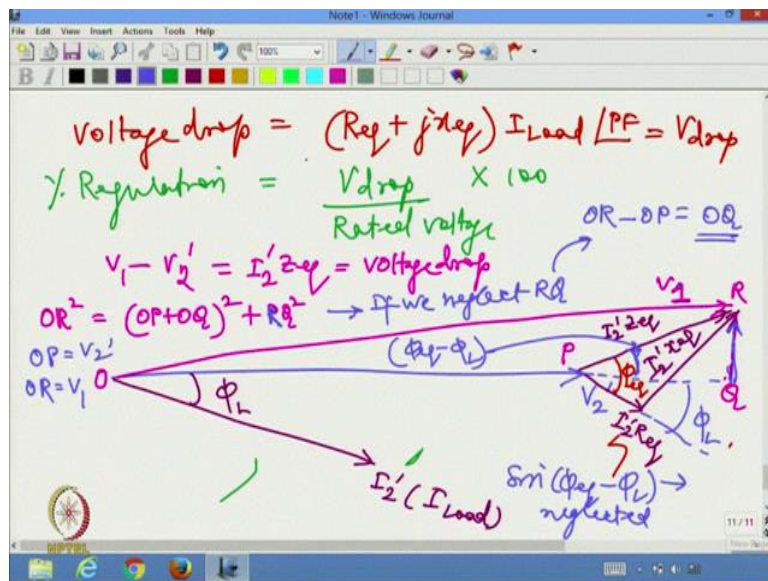 Note1 - Windows Journal
File Edit View Insert Actions Tools Help
100%
B I
Voltage drop = (Req + jxeq) ILoad ∠PF = Vdrop
% Regulation = Vdrop / Rated voltage × 100
OR - OP = OQ
V1 - V2' = I2' Zeq = voltage drop
OR² = (OP+OQ)² + RQ² → If we neglect RQ
V1 R
OP = V2'
OR = V1
O
(φeq - φL)
P
I2' Zeq
I2' Xeq
φeq
φL
V2'
I2' Req
Q
φL
I2' (ILoad)
Sin (φeq - φL) →
neglected
NPTEL
11 / 11